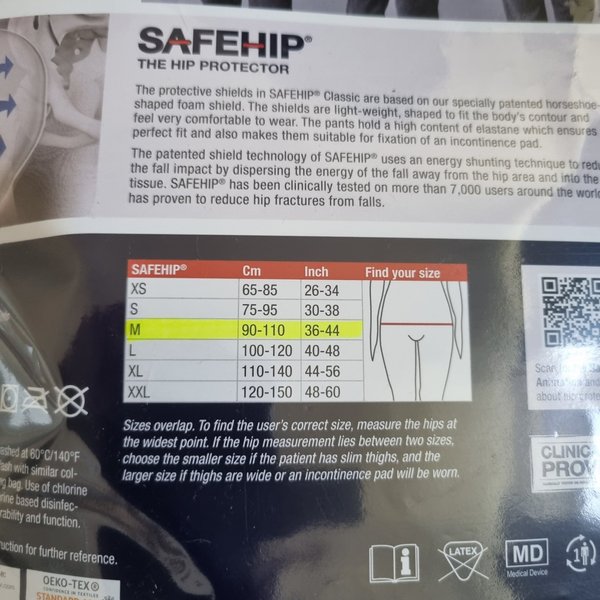 SAFEHIP®
THE HIP PROTECTOR
The protective shields in SAFEHIP® Classic are based on our specially patented horseshoe-
shaped foam shield. The shields are light-weight, shaped to fit the body's contour and
feel very comfortable to wear. The pants hold a high content of elastane which ensures
perfect fit and also makes them suitable for fixation of an incontinence pad.
The patented shield technology of SAFEHIP® uses an energy shunting technique to
the fall impact by dispersing the energy of the fall away from the hip area and into the
tissue. SAFEHIP® has been clinically tested on more than 7,000 users around the
has proven to reduce hip fractures from falls.
SAFEHIP® Cm Inch Find your size
XS 65-85 26-34
S 75-95 30-38
M 90-110 36-44
L 100-120 40-48
XL 110-140 44-56
XXL 120-150 48-60
Sizes overlap. To find the user's correct size, measure the hips at
the widest point. If the hip measurement lies between two sizes,
choose the smaller size if the patient has slim thighs, and the
larger size if thighs are wide or an incontinence pad will be worn.
at 60°C/140°F
with similar col-
bag. Use of chlorine
based disinfec-
and function.
for further reference.
OEKO-TEX®
CONFIDENCE IN TEXTILES
STANDARD
Scan
and
about
CLINIC
PROV
LATEX
MD
Medical Device
1